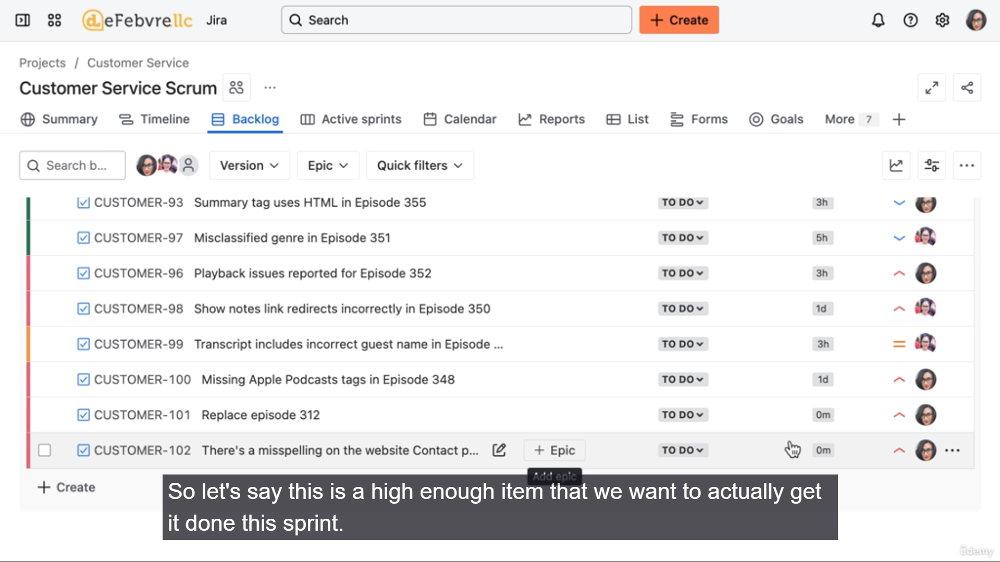 deFebvre llc Jira Search + Create
Projects / Customer Service
Customer Service Scrum ...
Summary Timeline Backlog Active sprints Calendar Reports List Forms Goals More 7 +
Search b... Version Epic Quick filters ...
CUSTOMER-93 Summary tag uses HTML in Episode 355 TO DO 3h
CUSTOMER-97 Misclassified genre in Episode 351 TO DO 5h
CUSTOMER-96 Playback issues reported for Episode 352 TO DO 3h
CUSTOMER-98 Show notes link redirects incorrectly in Episode 350 TO DO 1d
CUSTOMER-99 Transcript includes incorrect guest name in Episode ... TO DO 3h
CUSTOMER-100 Missing Apple Podcasts tags in Episode 348 TO DO 1d
CUSTOMER-101 Replace episode 312 TO DO 0m
CUSTOMER-102 There's a misspelling on the website Contact p... + Epic TO DO 0m ...
Add epic
+ Create
So let's say this is a high enough item that we want to actually get
it done this sprint.
ûdemy